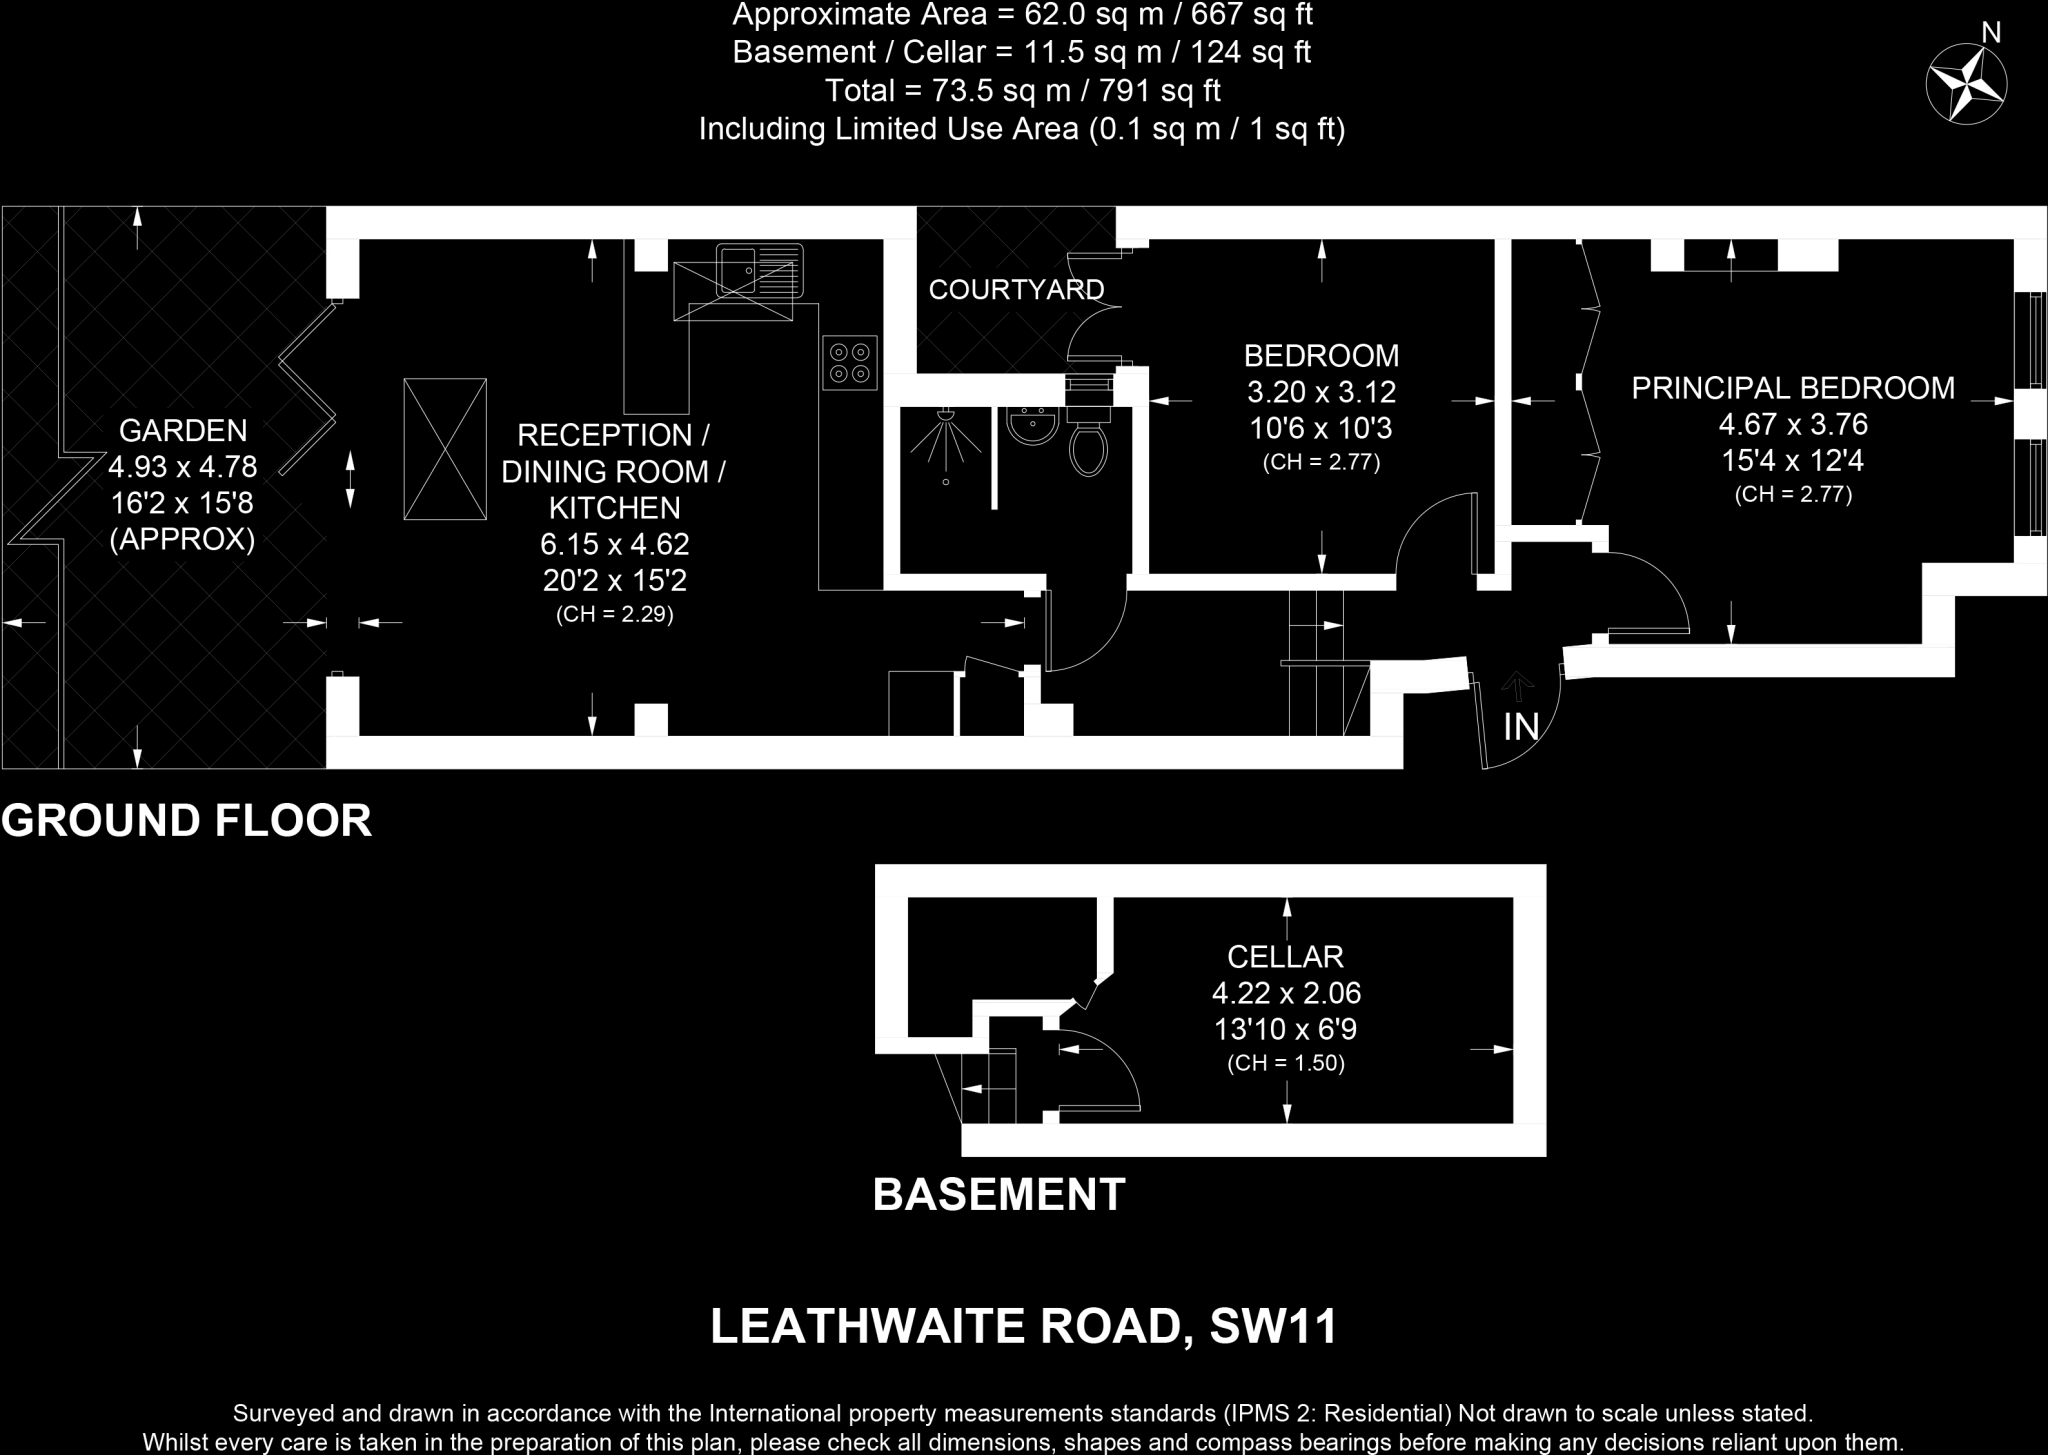 Approximate Area = 62.0 sq m / 667 sq ft
Basement / Cellar = 11.5 sq m / 124 sq ft
Total = 73.5 sq m / 791 sq ft
Including Limited Use Area (0.1 sq m / 1 sq ft)
N
COURTYARD
BEDROOM
3.20 x 3.12
10'6 x 10'3
(CH = 2.77)
PRINCIPAL BEDROOM
4.67 x 3.76
15'4 x 12'4
(CH = 2.77)
GARDEN
4.93 x 4.78
16'2 x 15'8
(APPROX)
RECEPTION /
DINING ROOM /
KITCHEN
6.15 x 4.62
20'2 x 15'2
(CH = 2.29)
IN
GROUND FLOOR
CELLAR
4.22 x 2.06
13'10 x 6'9
(CH = 1.50)
BASEMENT
LEATHWAITE ROAD, SW11
Surveyed and drawn in accordance with the International property measurements standards (IPMS 2: Residential) Not drawn to scale unless stated.
Whilst every care is taken in the preparation of this plan, please check all dimensions, shapes and compass bearings before making any decisions reliant upon them.